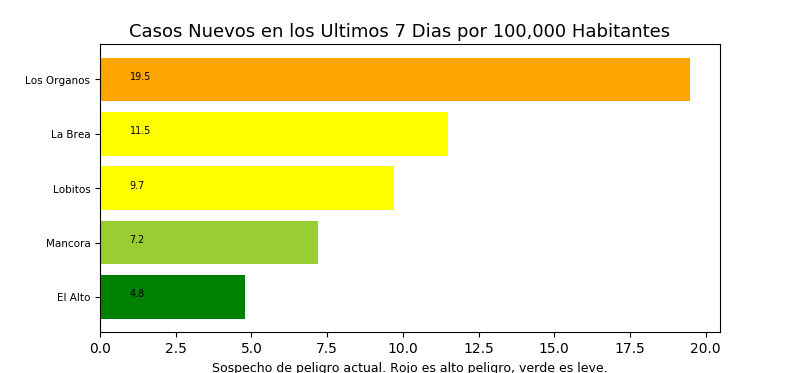 Casos Nuevos en los Ultimos 7 Dias por 100,000 Habitantes
Los Organos 19.5
La Brea 11.5
Lobitos 9.7
Mancora 7.2
El Alto 4.8
0.0 2.5 5.0 7.5 10.0 12.5 15.0 17.5 20.0
Sospecho de peligro actual. Rojo es alto peligro, verde es leve.